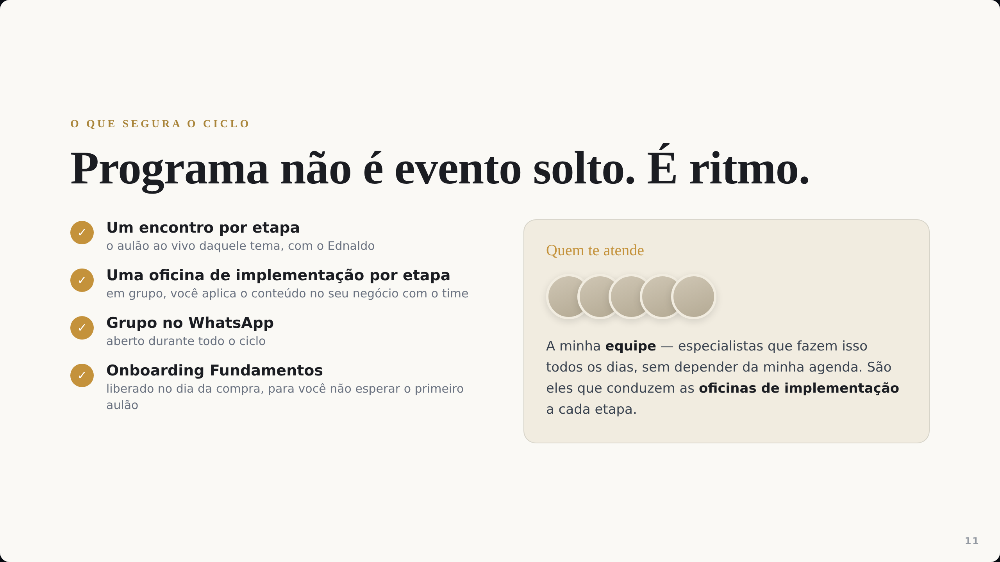 O QUE SEGURA O CICLO
Programa não é evento solto. É ritmo.
✓ Um encontro por etapa
o aulão ao vivo daquele tema, com o Ednaldo
✓ Uma oficina de implementação por etapa
em grupo, você aplica o conteúdo no seu negócio com o time
✓ Grupo no WhatsApp
aberto durante todo o ciclo
✓ Onboarding Fundamentos
liberado no dia da compra, para você não esperar o primeiro
aulão
Quem te atende
A minha equipe — especialistas que fazem isso
todos os dias, sem depender da minha agenda. São
eles que conduzem as oficinas de implementação
a cada etapa.
11